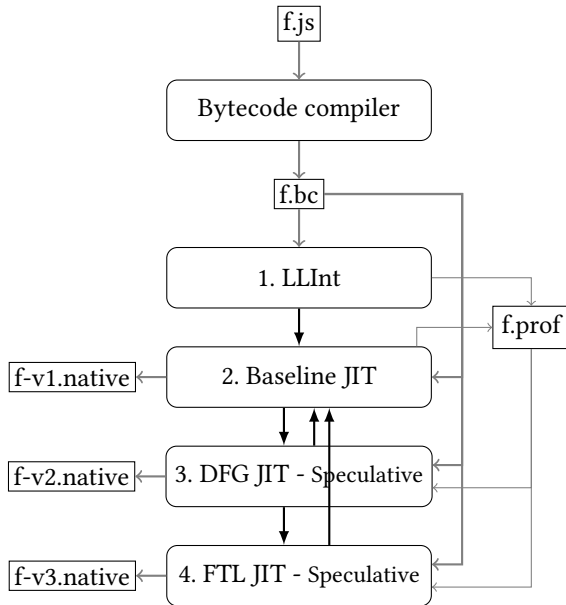 f.js
Bytecode compiler
f.bc
1. LLInt
f.prof
f-v1.native
2. Baseline JIT
f-v2.native
3. DFG JIT - Speculative
f-v3.native
4. FTL JIT - Speculative